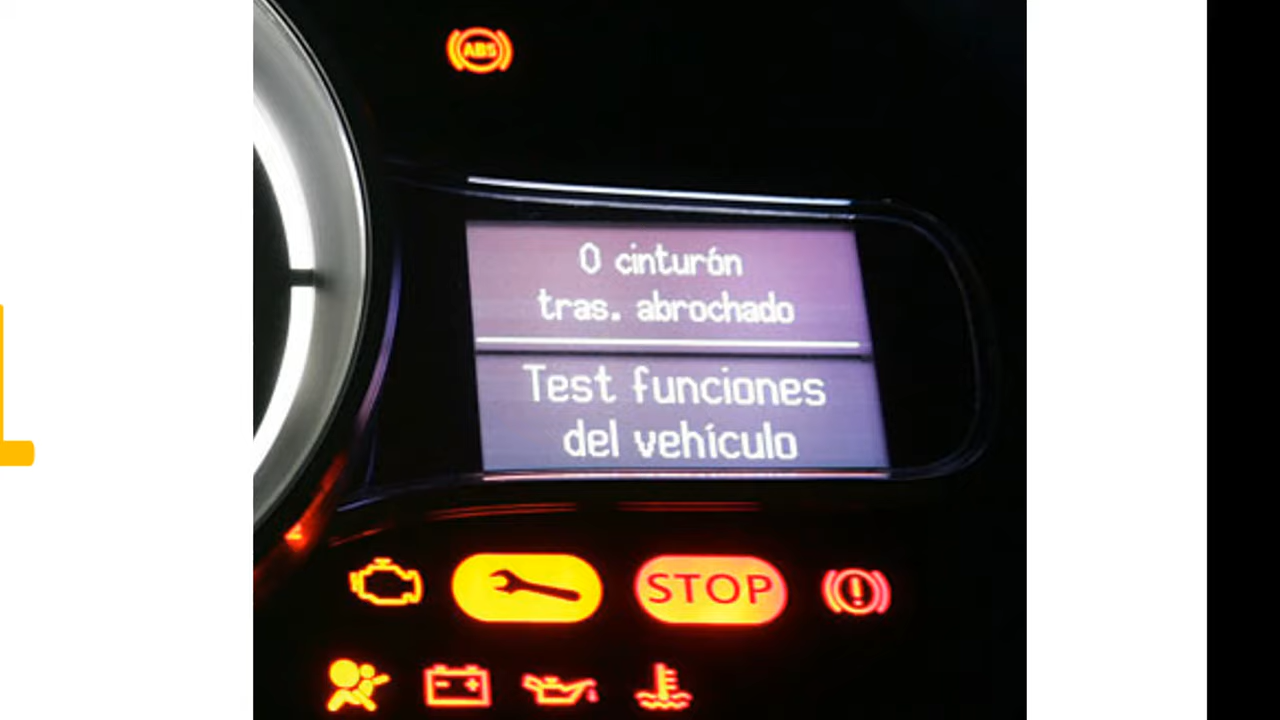 ABS
0 cinturón
tras. abrochado
Test funciones
del vehículo
STOP